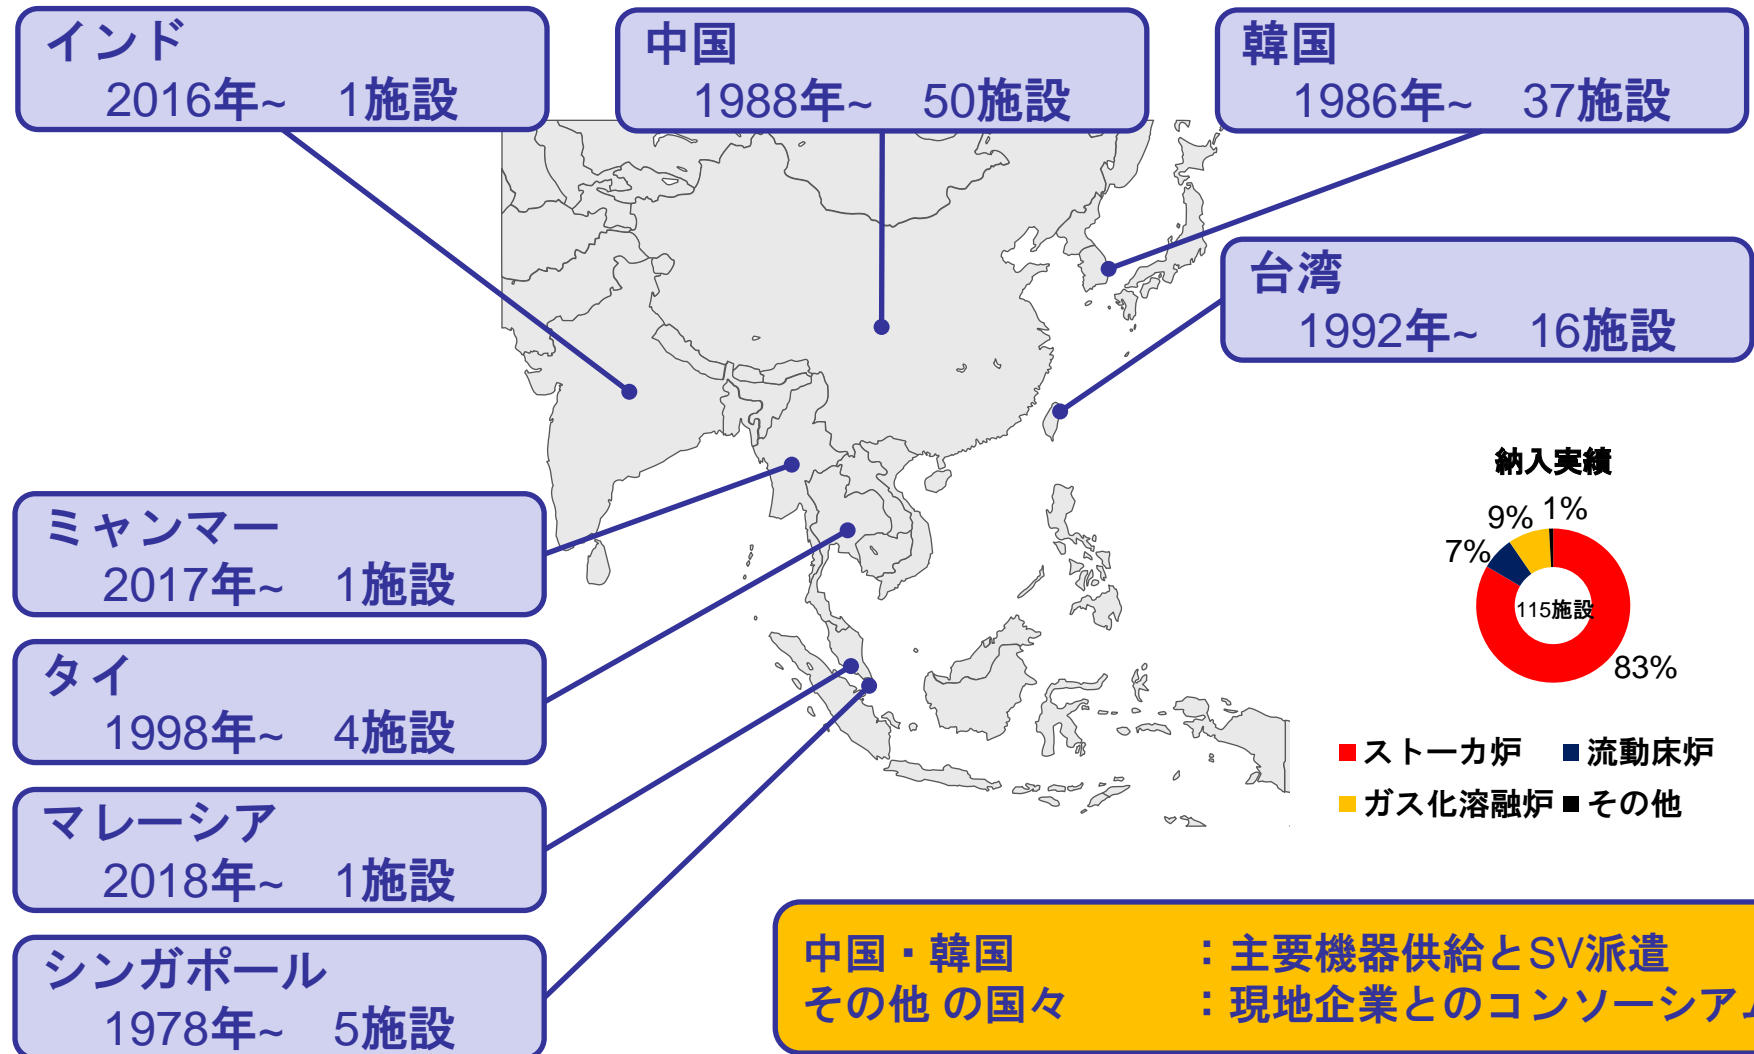 インド
2016年~　1施設
中国
1988年~　50施設
韓国
1986年~　37施設
台湾
1992年~　16施設
ミャンマー
2017年~　1施設
タイ
1998年~　4施設
マレーシア
2018年~　1施設
シンガポール
1978年~　5施設
納入実績
9% 1%
7%
115施設
83%
ストーカ炉 流動床炉
ガス化溶融炉 その他
中国・韓国　：主要機器供給とSV派遣
その他 の国々　：現地企業とのコンソーシアム